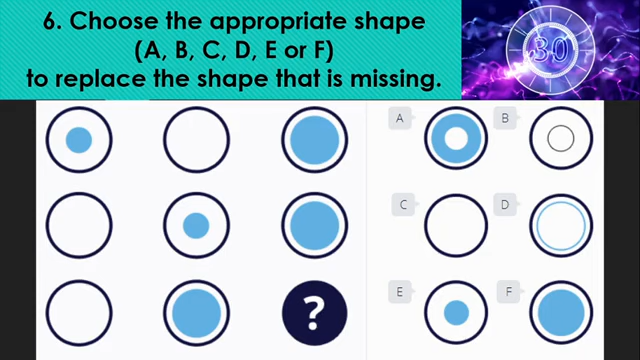 6. Choose the appropriate shape
(A, B, C, D, E or F)
to replace the shape that is missing.
30
A
B
?
C
D
E
F